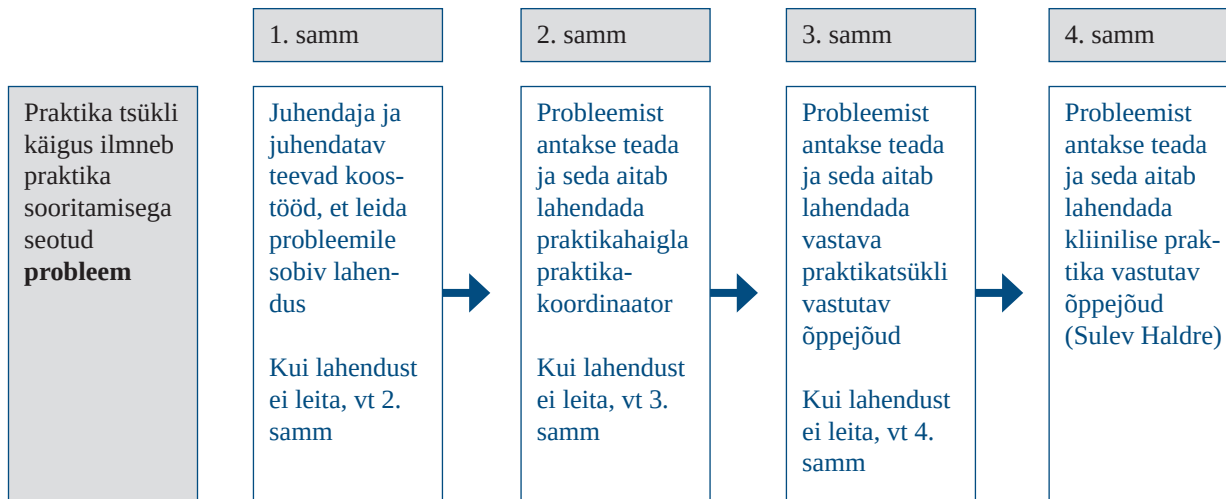 1. samm
2. samm
3. samm
4. samm
Praktika tsükli
käigus ilmneb
praktika
sooritamisega
seotud
probleem
Juhendaja ja
juhendatav
teevad koos-
tööd, et leida
probleemile
sobiv lahen-
dus
Kui lahendust
ei leita, vt 2.
samm
Probleemist
antakse teada
ja seda aitab
lahendada
praktikahaigla
praktika-
koordinaator
Kui lahendust
ei leita, vt 3.
samm
Probleemist
antakse teada
ja seda aitab
lahendada
vastava
praktikatsükli
vastutav
õppejõud
Kui lahendust
ei leita, vt 4.
samm
Probleemist
antakse teada
ja seda aitab
lahendada
kliinilise prak-
tika vastutav
õppejõud
(Sulev Haldre)